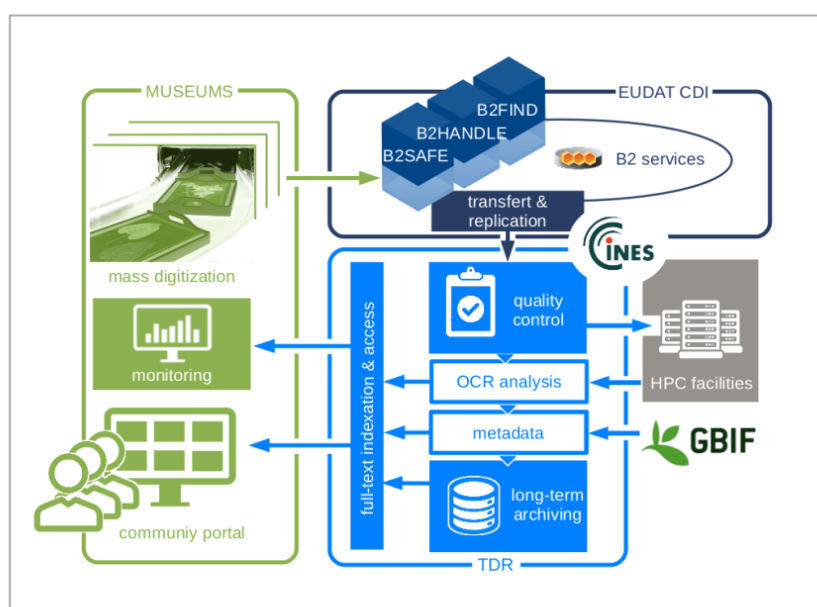 MUSEUMS
mass digitization
monitoring
communiy portal
EUDAT CDI
B2FIND
B2HANDLE
B2SAFE
B2 services
transfert &
replication
CINES
quality
control
HPC facilities
OCR analysis
metadata
GBIF
long-term
archiving
full-text indexation & access
TDR